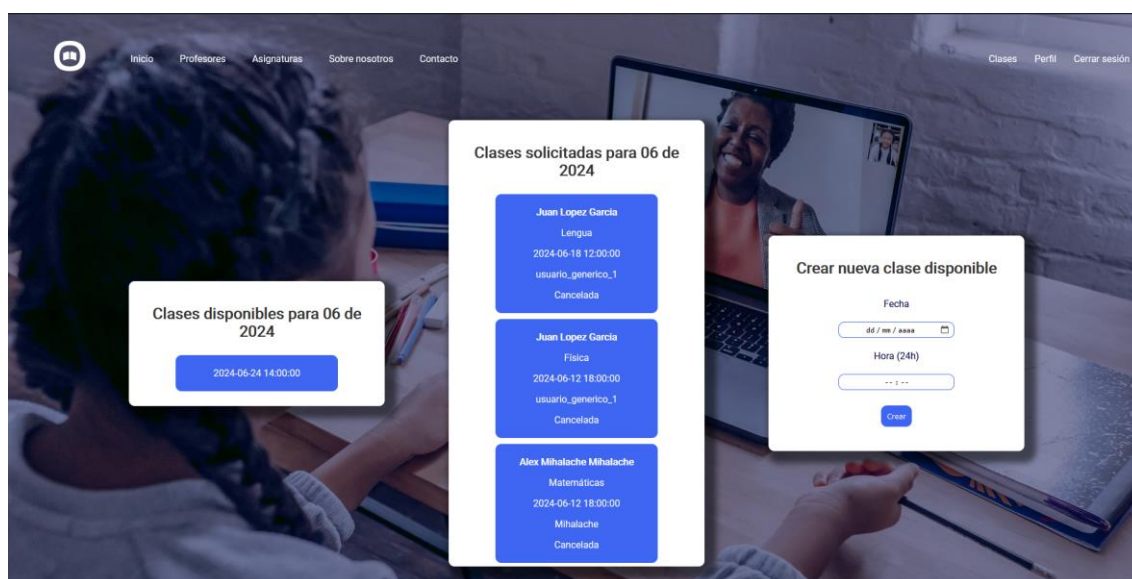 Inicio Profesores Asignaturas Sobre nosotros Contacto Clases Perfil Cerrar sesión
Clases disponibles para 06 de
2024
2024-06-24 14:00:00
Clases solicitadas para 06 de
2024
Juan Lopez Garcia
Lengua
2024-06-18 12:00:00
usuario_generico_1
Cancelada
Juan Lopez Garcia
Física
2024-06-12 18:00:00
usuario_generico_1
Cancelada
Alex Mihalache Mihalache
Matemáticas
2024-06-12 18:00:00
Mihalache
Cancelada
Crear nueva clase disponible
Fecha
dd / mm / aaaa
Hora (24h)
-- : --
Crear